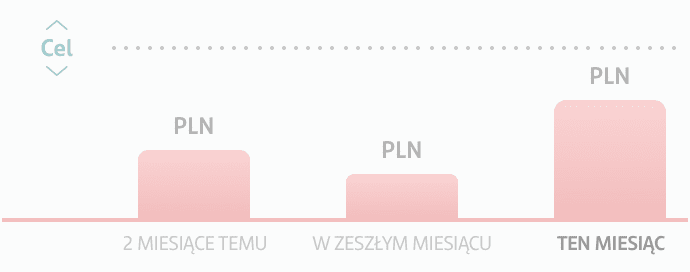 Cel
PLN
PLN
PLN
2 MIESIĄCE TEMU
W ZESZŁYM MIESIĄCU
TEN MIESIĄC